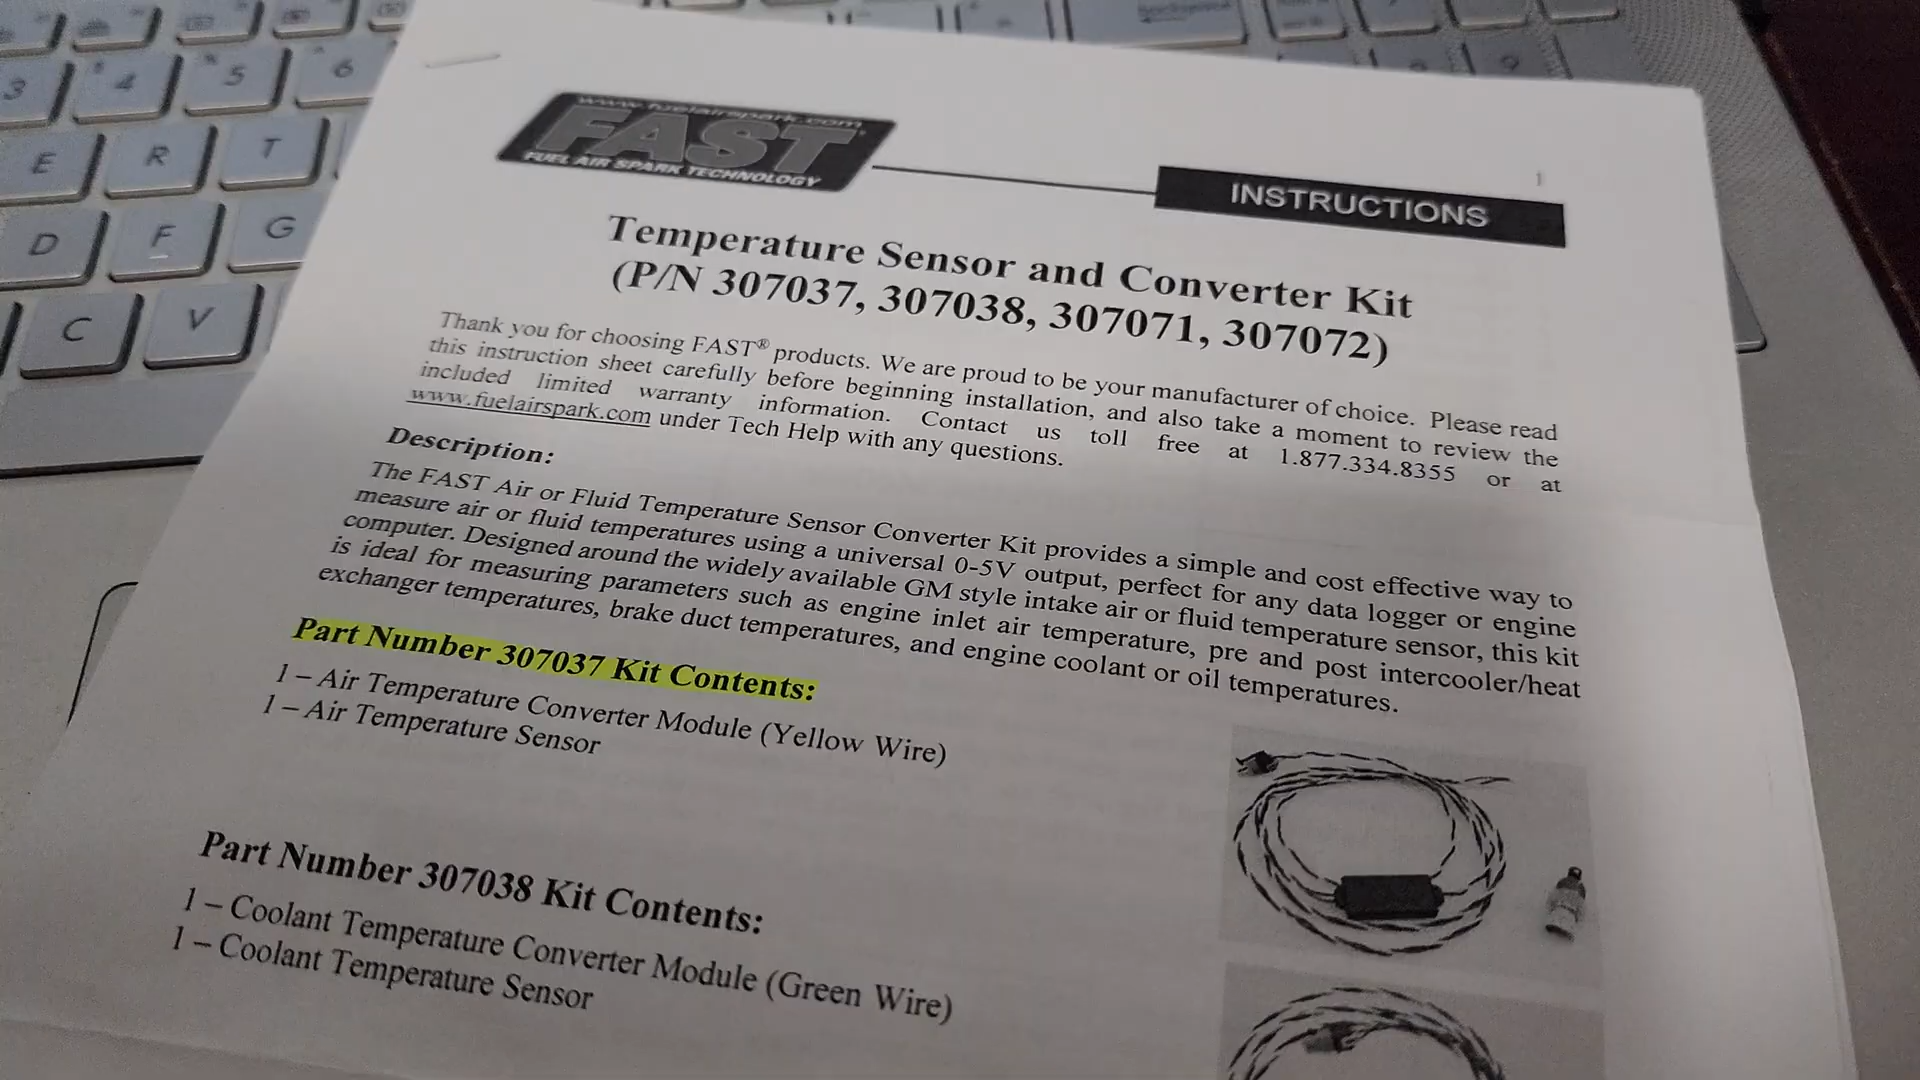 3 4 5 6
E R T
D F G
C V
www.fuelairspark.com
FAST
FUEL AIR SPARK TECHNOLOGY
1
INSTRUCTIONS
Temperature Sensor and Converter Kit
(P/N 307037, 307038, 307071, 307072)
Thank you for choosing FAST® products. We are proud to be your manufacturer of choice. Please read
this instruction sheet carefully before beginning installation, and also take a moment to review the
included limited warranty information. Contact us toll free at 1.877.334.8355 or at
www.fuelairspark.com under Tech Help with any questions.
Description:
The FAST Air or Fluid Temperature Sensor Converter Kit provides a simple and cost effective way to
measure air or fluid temperatures using a universal 0-5V output, perfect for any data logger or engine
computer. Designed around the widely available GM style intake air or fluid temperature sensor, this kit
is ideal for measuring parameters such as engine inlet air temperature, pre and post intercooler/heat
exchanger temperatures, brake duct temperatures, and engine coolant or oil temperatures.
Part Number 307037 Kit Contents:
1 – Air Temperature Converter Module (Yellow Wire)
1 – Air Temperature Sensor
Part Number 307038 Kit Contents:
1 – Coolant Temperature Converter Module (Green Wire)
1 – Coolant Temperature Sensor